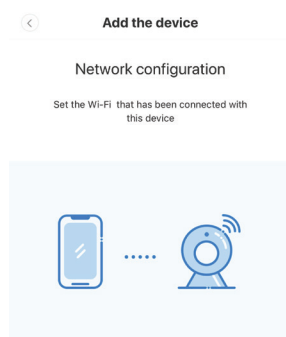 Add the device
Network configuration
Set the Wi-Fi that has been connected with
this device